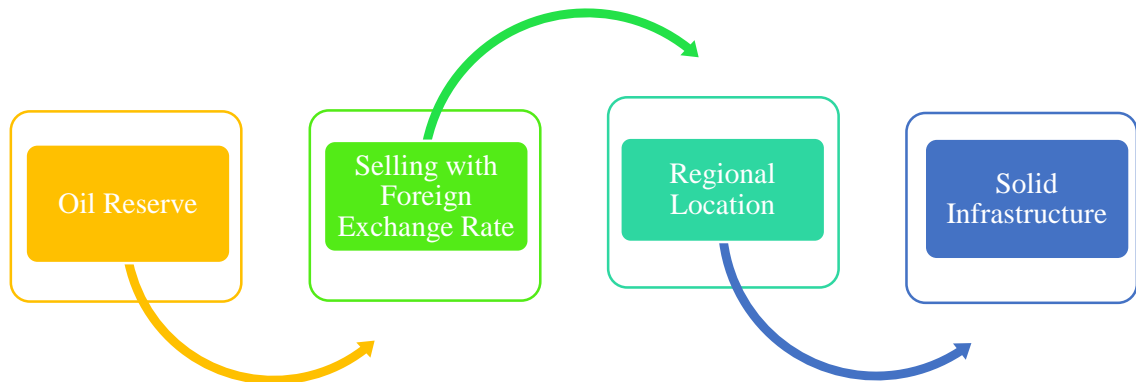 Oil Reserve
Selling with
Foreign
Exchange Rate
Regional
Location
Solid
Infrastructure